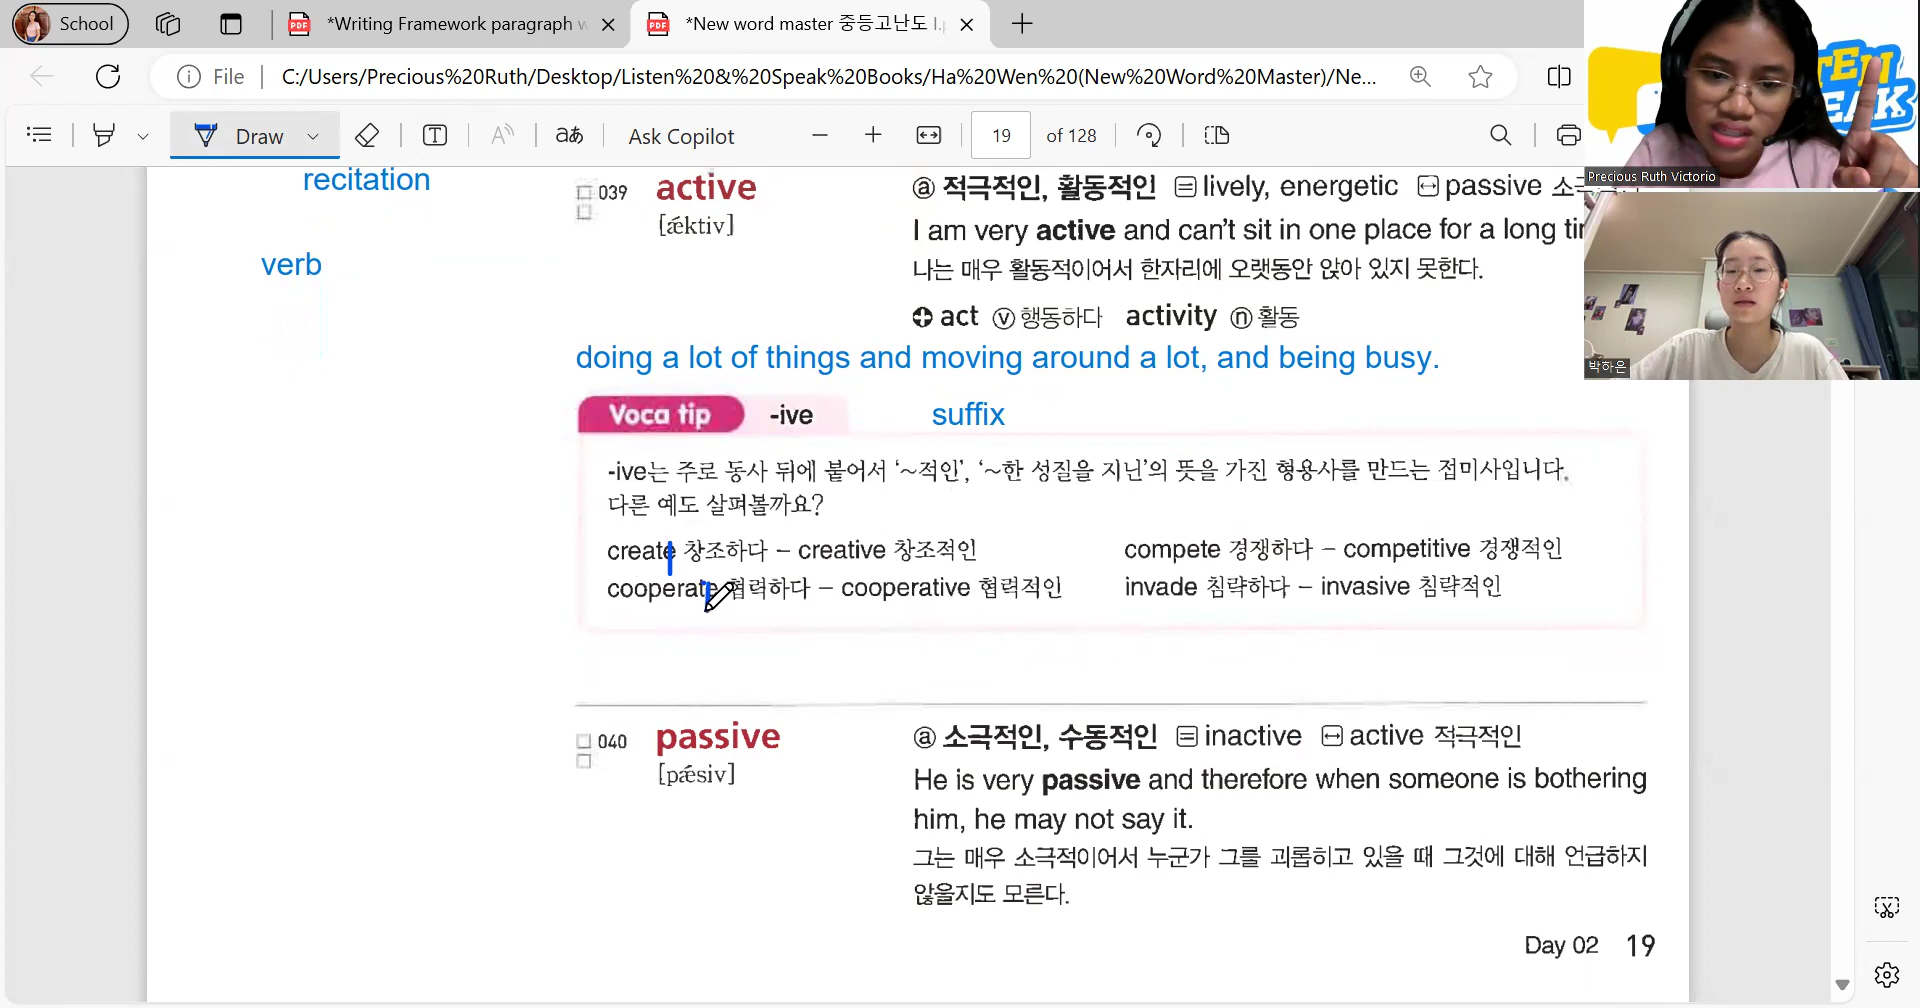 School
*Writing Framework paragraph w
*New word master 중등고난도 I.p
File
C:/Users/Precious%20Ruth/Desktop/Listen%20&%20Speak%20Books/Ha%20Wen%20(New%20Word%20Master)/Ne...
Draw
Ask Copilot
19 of 128
Precious Ruth Victorio
박하은
recitation
verb
039 active
[ǽktiv]
ⓐ 적극적인, 활동적인 = lively, energetic ↔ passive
I am very active and can't sit in one place for a long
나는 매우 활동적이어서 한자리에 오랫동안 앉아 있지 못한다.
act ⓥ 행동하다 activity ⓝ 활동
doing a lot of things and moving around a lot, and being busy.
Voca tip -ive suffix
-ive는 주로 동사 뒤에 붙어서 ‘~적인’, ‘~한 성질을 지닌’의 뜻을 가진 형용사를 만드는 접미사입니다.
다른 예도 살펴볼까요?
create 창조하다 – creative 창조적인 compete 경쟁하다 – competitive 경쟁적인
cooperate 협력하다 – cooperative 협력적인 invade 침략하다 – invasive 침략적인
040 passive
[pǽsiv]
ⓐ 소극적인, 수동적인 = inactive ↔ active 적극적인
He is very passive and therefore when someone is bothering
him, he may not say it.
그는 매우 소극적이어서 누군가 그를 괴롭히고 있을 때 그것에 대해 언급하지
않을지도 모른다.
Day 02 19